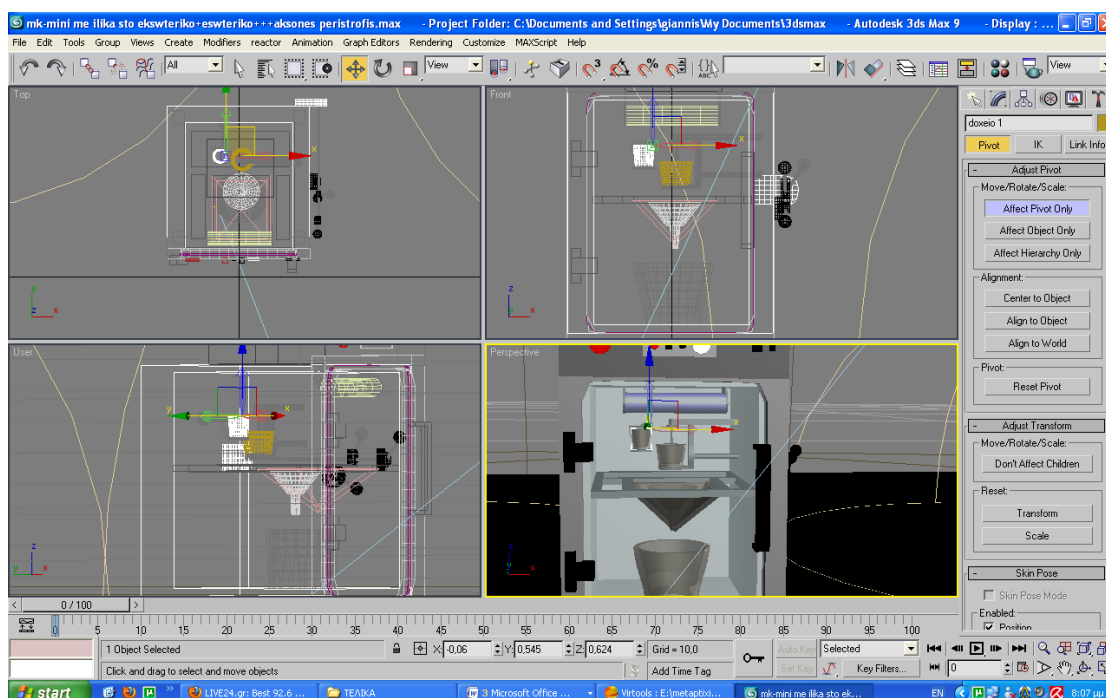 mk-mini me ilika sto ekswteriko+eswteriko+++aksones peristrofis.max - Project Folder: C:\Documents and Settings\giannis\My Documents\3dsmax - Autodesk 3ds Max 9 - Display : ...
File Edit Tools Group Views Create Modifiers reactor Animation Graph Editors Rendering Customize MAXScript Help
All View 3 % ABC View
Top
Front
x
y
z x
x
z
y x
User
Perspective
z
y x
x
z
y x
doxeio 1
Pivot IK Link Info
- Adjust Pivot
Move/Rotate/Scale:
Affect Pivot Only
Affect Object Only
Affect Hierarchy Only
Alignment:
Center to Object
Align to Object
Align to World
Pivot:
Reset Pivot
- Adjust Transform
Move/Rotate/Scale:
Don't Affect Children
Reset:
Transform
Scale
- Skin Pose
Skin Pose Mode
Enabled:
Position
< 0 / 100 >
0 5 10 15 20 25 30 35 40 45 50 55 60 65 70 75 80 85 90 95 100
1 Object Selected X: -0,06 Y: 0,545 Z: 0,624 Grid = 10,0 Auto Key Selected
Click and drag to select and move objects Add Time Tag Set Key Key Filters... 0
start LIVE24.gr: Best 92.6 ... ΤΕΛΙΚΑ 3 Microsoft Office ... Virtools : E:\metaptixi... mk-mini me ilika sto ek... EN 8:07 μμ